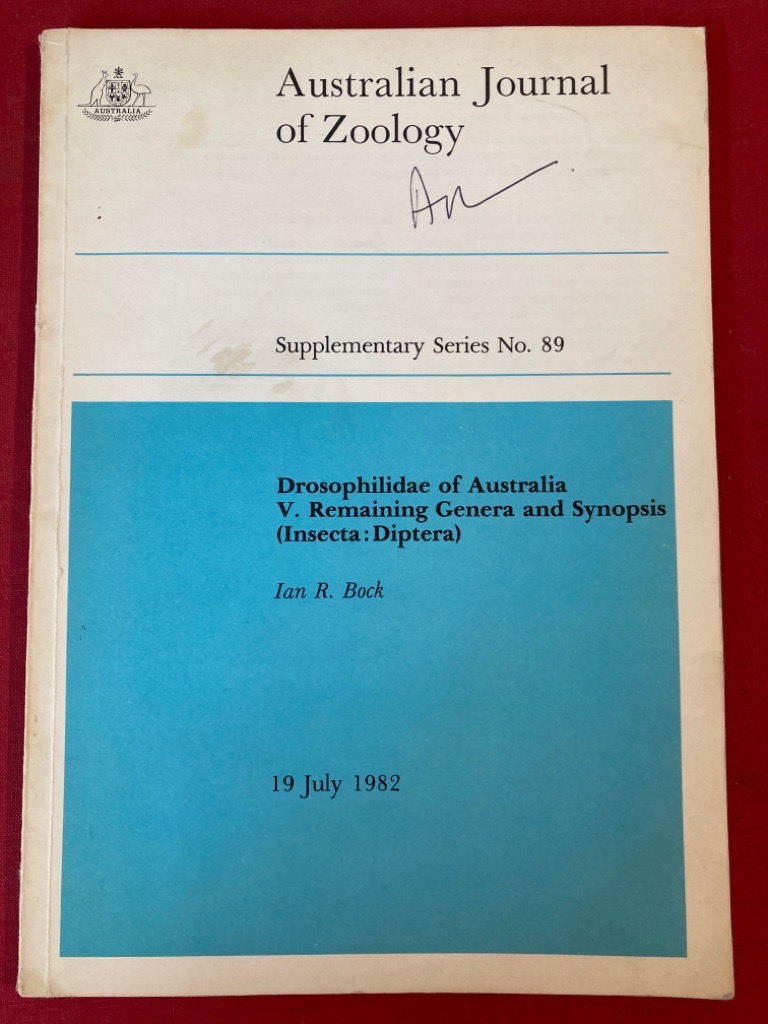 AUSTRALIA
Australian Journal
of Zoology
Supplementary Series No. 89
Drosophilidae of Australia
V. Remaining Genera and Synopsis
(Insecta: Diptera)
Ian R. Bock
19 July 1982